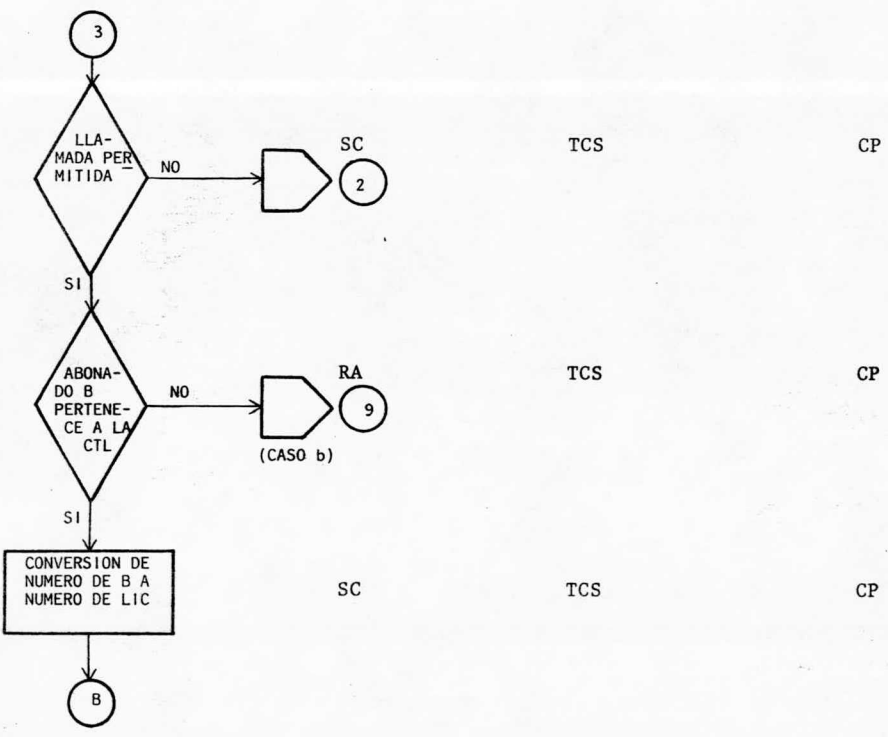 3
LLA-
MADA PER
MITIDA
NO
SC
2
TCS
CP
SI
ABONA-
DO B
PERTENE-
CE A LA
CTL
NO
RA
9
(CASO b)
TCS
CP
SI
CONVERSION DE
NUMERO DE B A
NUMERO DE LIC
SC
TCS
CP
B